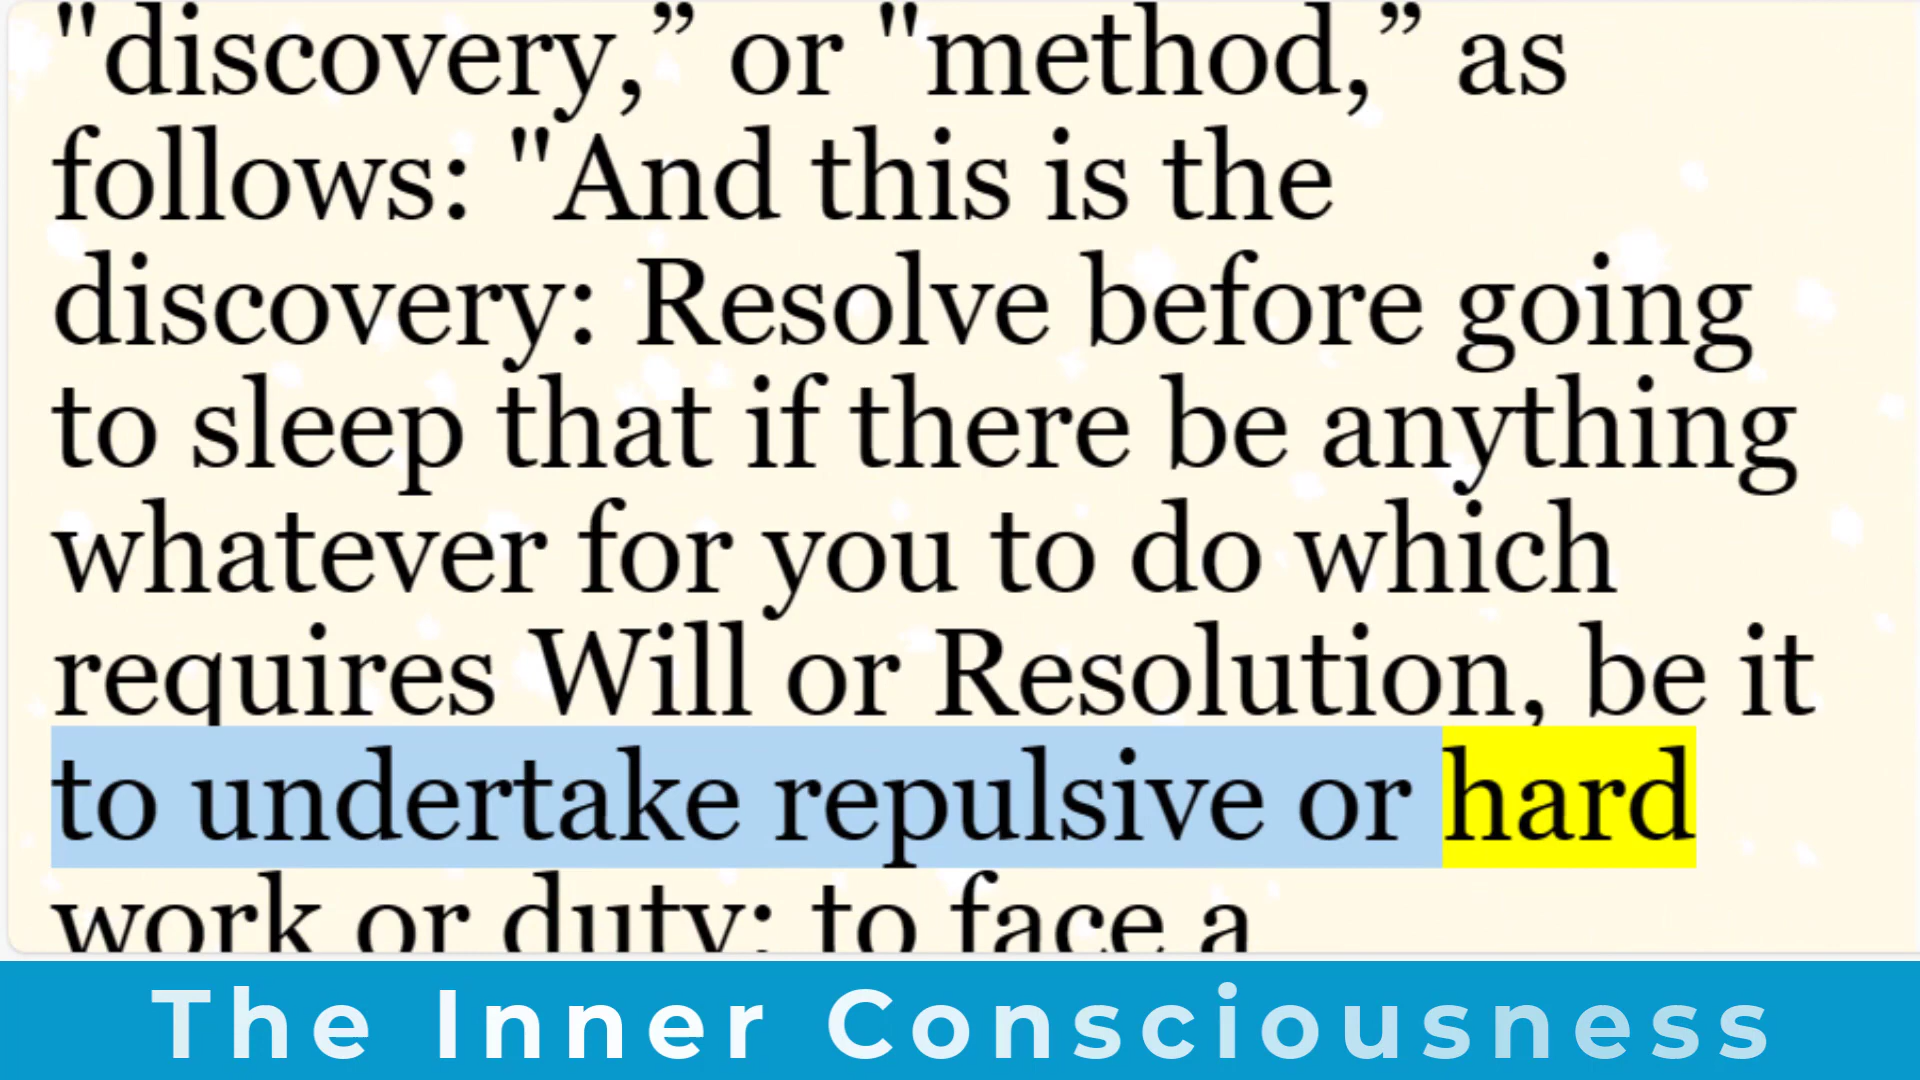 "discovery,” or "method,” as
follows: "And this is the
discovery: Resolve before going
to sleep that if there be anything
whatever for you to do which
requires Will or Resolution, be it
to undertake repulsive or hard
work or duty; to face a
The Inner Consciousness